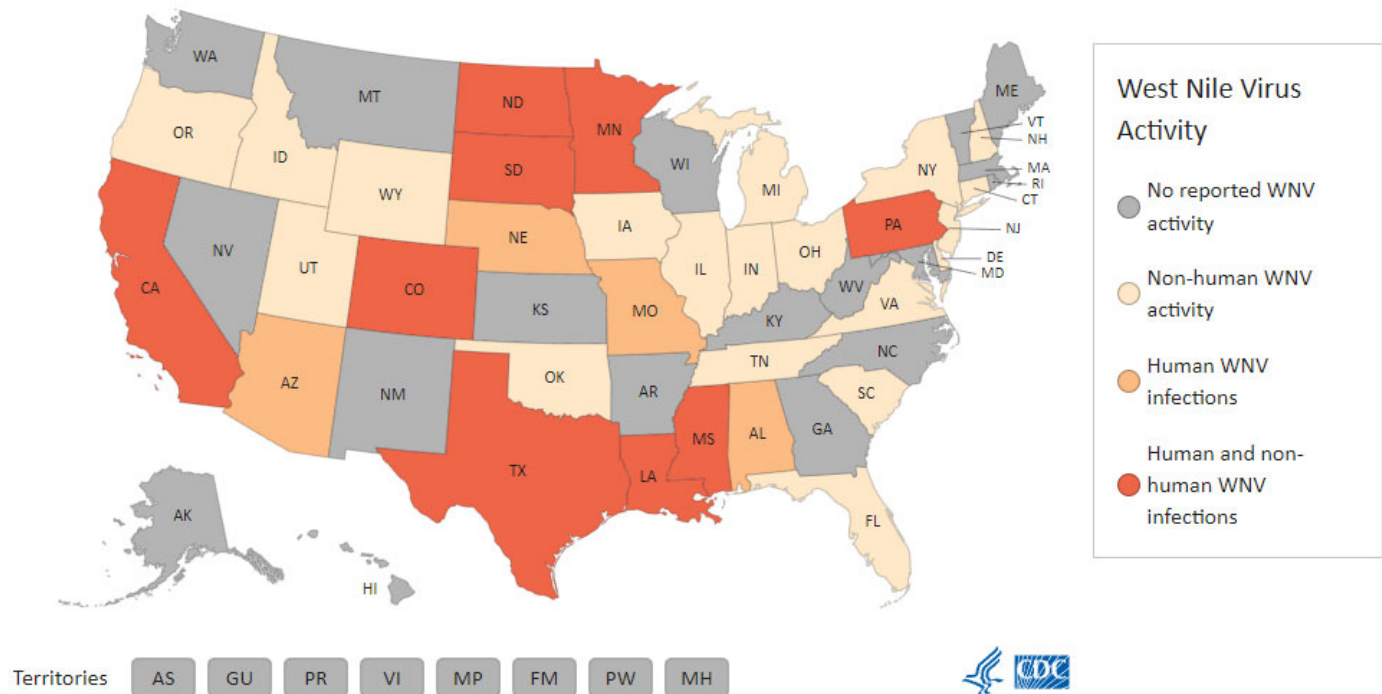 WA
MT
ND
MN
ME
VT
NH
OR
ID
SD
WI
MA
RI
CT
WY
MI
NY
NE
IA
PA
NJ
NV
UT
IL
IN
OH
DE
MD
CA
CO
KS
MO
WV
VA
KY
NC
TN
AZ
NM
OK
AR
SC
TX
LA
MS
AL
GA
FL
AK
HI
West Nile Virus
Activity
No reported WNV
activity
Non-human WNV
activity
Human WNV
infections
Human and non-
human WNV
infections
Territories AS GU PR VI MP FM PW MH
CDC